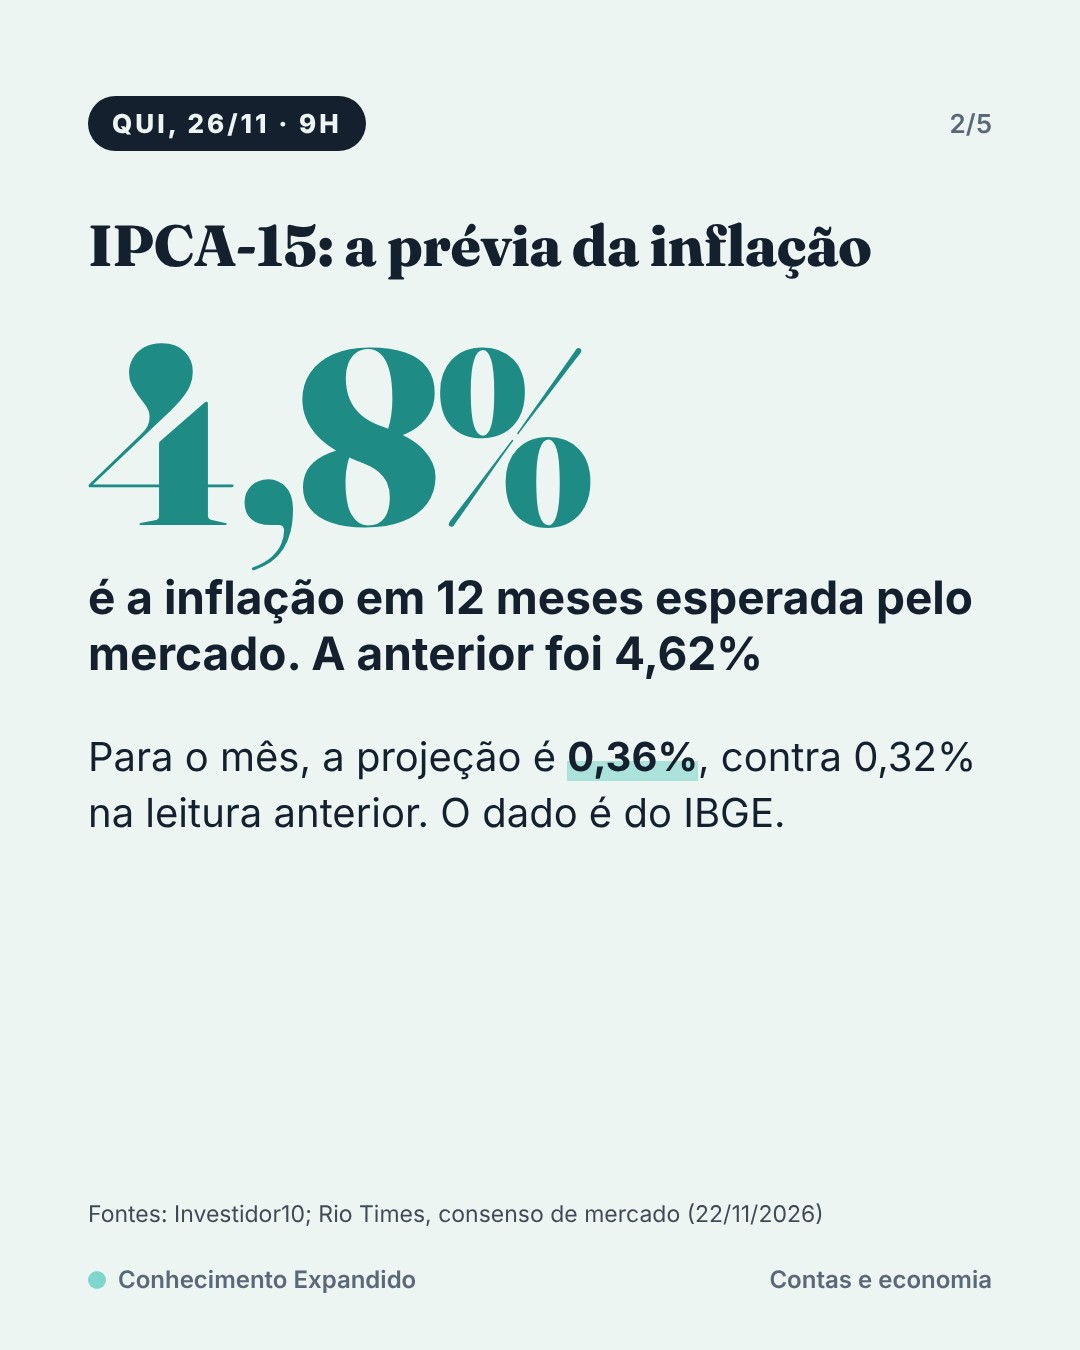 QUI, 26/11 · 9H
2/5
IPCA-15: a prévia da inflação
4,8%
é a inflação em 12 meses esperada pelo
mercado. A anterior foi 4,62%
Para o mês, a projeção é 0,36%, contra 0,32%
na leitura anterior. O dado é do IBGE.
Fontes: Investidor10; Rio Times, consenso de mercado (22/11/2026)
Conhecimento Expandido
Contas e economia